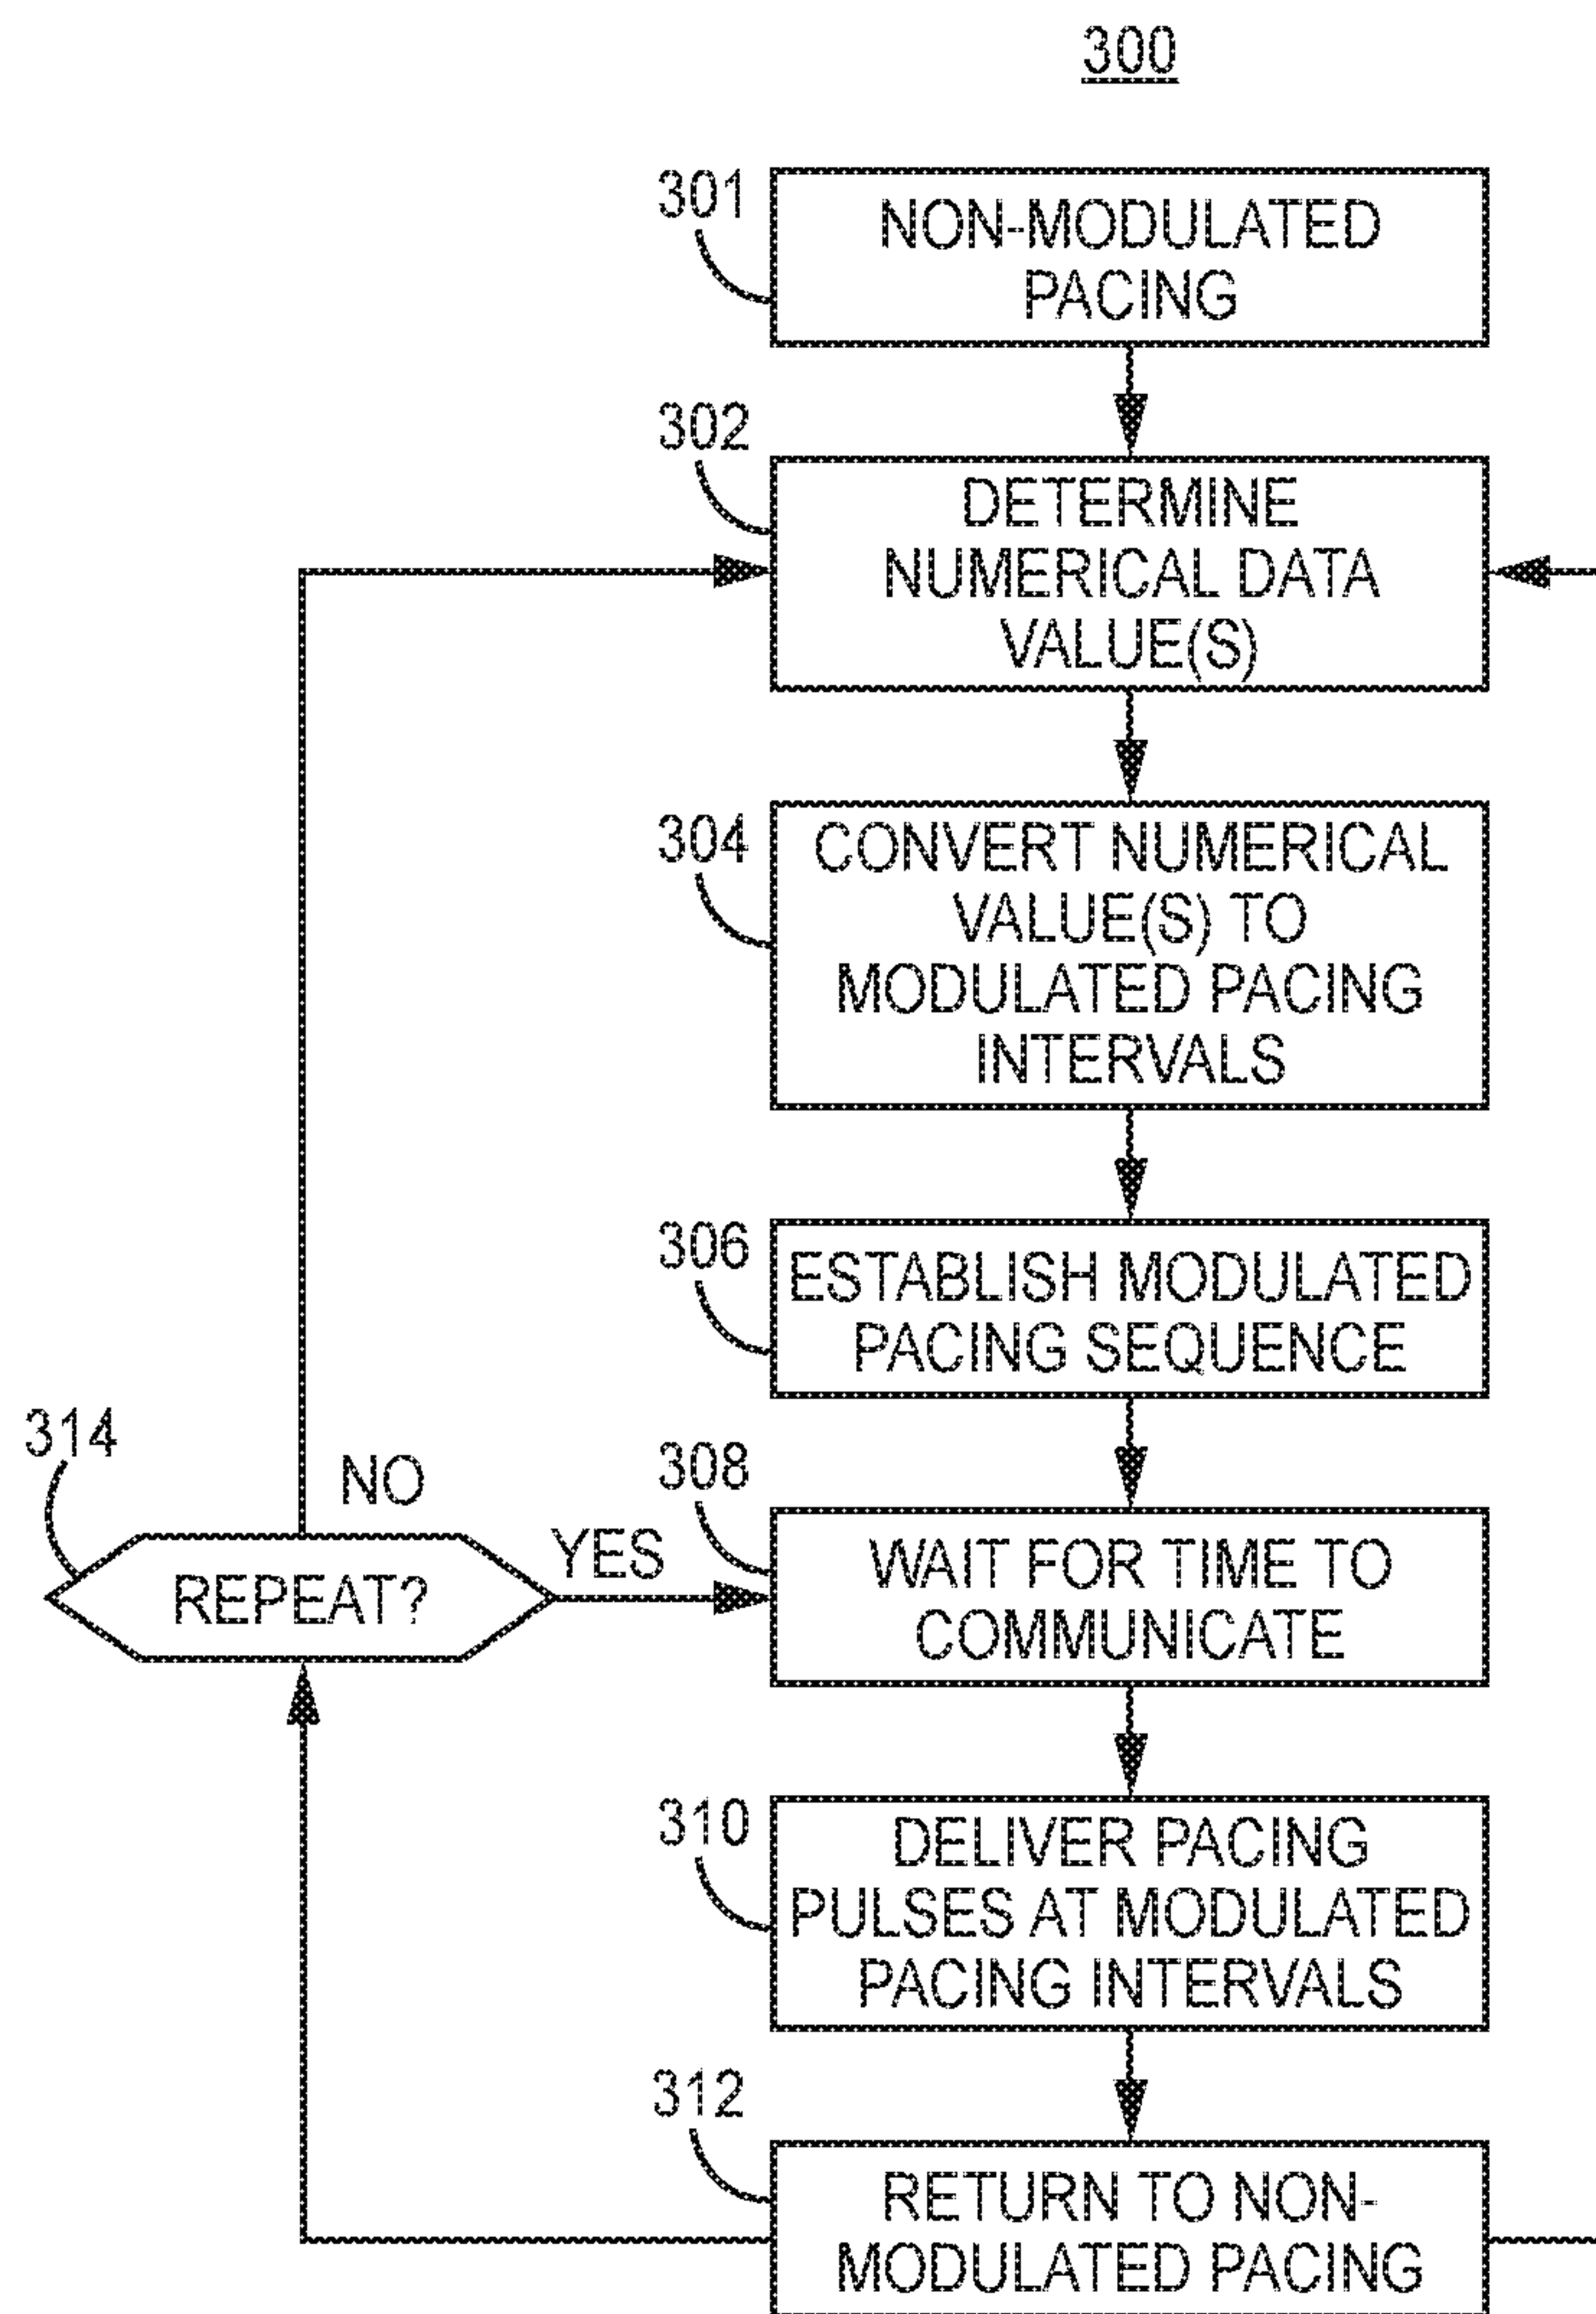 300
301
NON-MODULATED
PACING
302
DETERMINE
NUMERICAL DATA
VALUE(S)
304
CONVERT NUMERICAL
VALUE(S) TO
MODULATED PACING
INTERVALS
306
ESTABLISH MODULATED
PACING SEQUENCE
314
NO
REPEAT?
YES
308
WAIT FOR TIME TO
COMMUNICATE
310
DELIVER PACING
PULSES AT MODULATED
PACING INTERVALS
312
RETURN TO NON-
MODULATED PACING